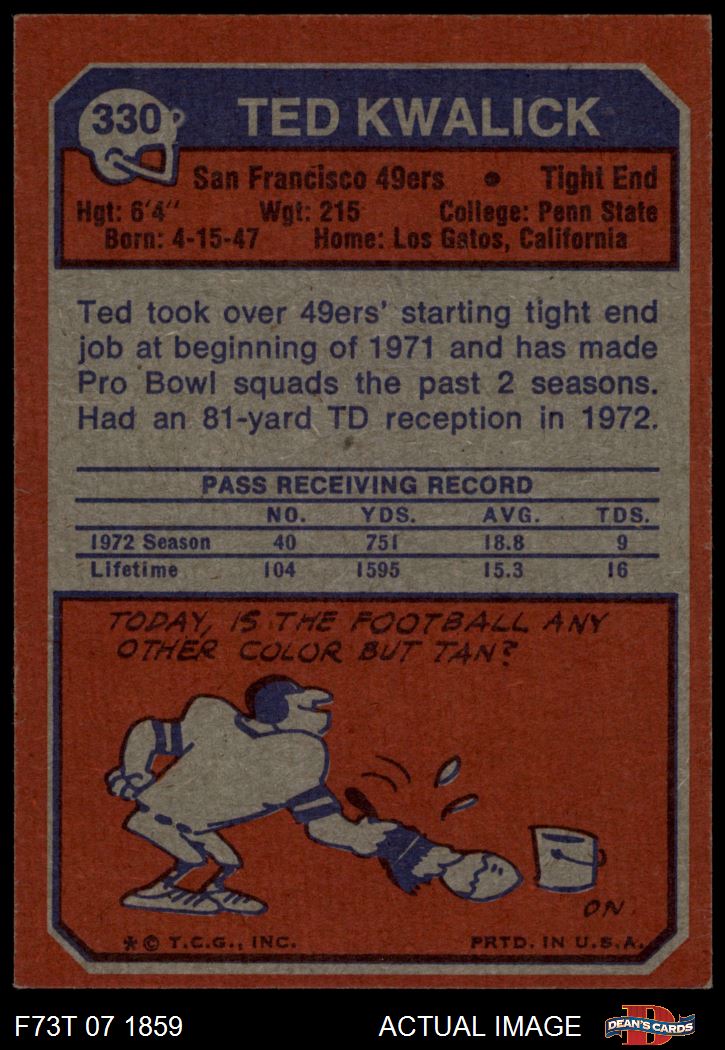 330
TED KWALICK
San Francisco 49ers • Tight End
Hgt: 6'4" Wgt: 215 College: Penn State
Born: 4-15-47 Home: Los Gatos, California
Ted took over 49ers' starting tight end
job at beginning of 1971 and has made
Pro Bowl squads the past 2 seasons.
Had an 81-yard TD reception in 1972.
PASS RECEIVING RECORD
NO. YDS. AVG. TDS.
1972 Season 40 751 18.8 9
Lifetime 104 1595 15.3 16
TODAY, IS THE FOOTBALL ANY
OTHER COLOR BUT TAN?
ON
* © T.C.G., INC. PRTD. IN U.S.A.
F73T 07 1859 ACTUAL IMAGE
D
DEAN'S CARDS